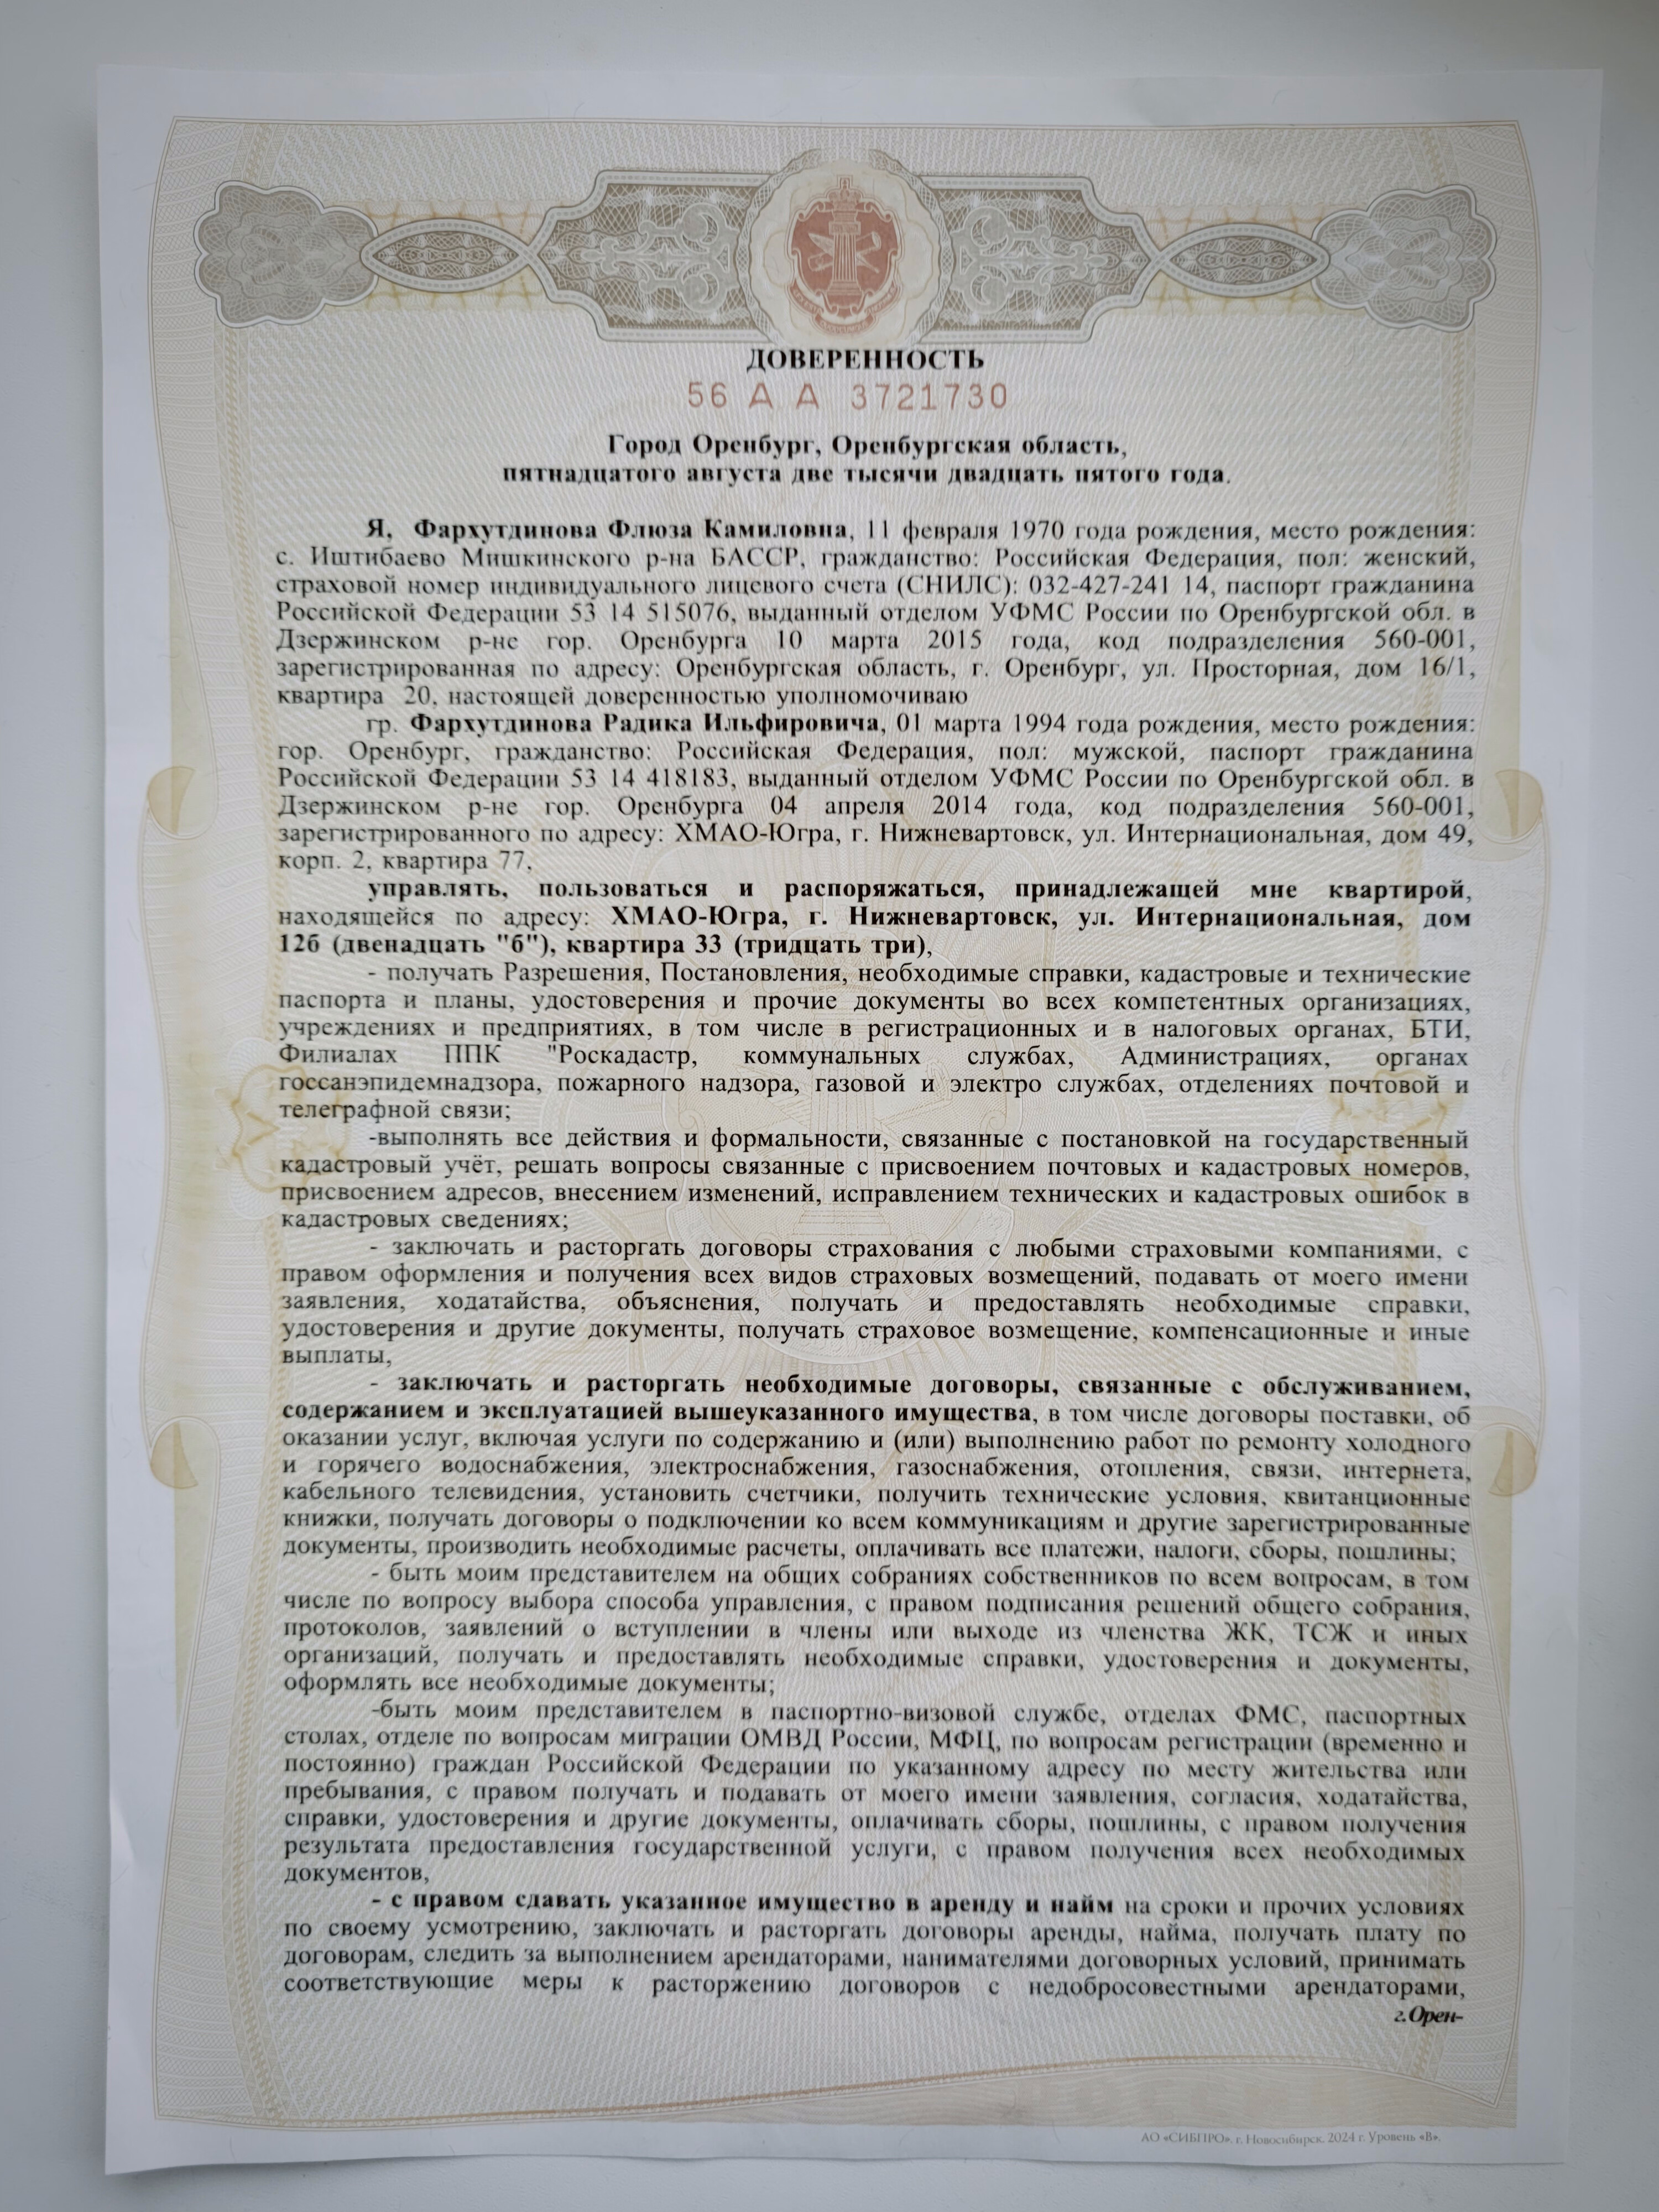 ДОВЕРЕННОСТЬ
56 А А 3721730
Город Оренбург, Оренбургская область,
пятнадцатого августа две тысячи двадцать пятого года.
Я, Фархутдинова Флюза Камиловна, 11 февраля 1970 года рождения, место рождения:
с. Иштибаево Мишкинского р-на БАССР, гражданство: Российская Федерация, пол: женский,
страховой номер индивидуального лицевого счета (СНИЛС): 032-427-241 14, паспорт гражданина
Российской Федерации 53 14 515076, выданный отделом УФМС России по Оренбургской обл. в
Дзержинском р-не гор. Оренбурга 10 марта 2015 года, код подразделения 560-001,
зарегистрированная по адресу: Оренбургская область, г. Оренбург, ул. Просторная, дом 16/1,
квартира 20, настоящей доверенностью уполномочиваю
гр. Фархутдинова Радика Ильфировича, 01 марта 1994 года рождения, место рождения:
гор. Оренбург, гражданство: Российская Федерация, пол: мужской, паспорт гражданина
Российской Федерации 53 14 418183, выданный отделом УФМС России по Оренбургской обл. в
Дзержинском р-не гор. Оренбурга 04 апреля 2014 года, код подразделения 560-001,
зарегистрированного по адресу: ХМАО-Югра, г. Нижневартовск, ул. Интернациональная, дом 49,
корп. 2, квартира 77,
управлять, пользоваться и распоряжаться, принадлежащей мне квартирой,
находящейся по адресу: ХМАО-Югра, г. Нижневартовск, ул. Интернациональная, дом
12б (двенадцать "б"), квартира 33 (тридцать три),
- получать Разрешения, Постановления, необходимые справки, кадастровые и технические
паспорта и планы, удостоверения и прочие документы во всех компетентных организациях,
учреждениях и предприятиях, в том числе в регистрационных и в налоговых органах, БТИ,
Филиалах ППК "Роскадастр, коммунальных службах, Администрациях, органах
госсанэпидемнадзора, пожарного надзора, газовой и электро службах, отделениях почтовой и
телеграфной связи;
-выполнять все действия и формальности, связанные с постановкой на государственный
кадастровый учёт, решать вопросы связанные с присвоением почтовых и кадастровых номеров,
присвоением адресов, внесением изменений, исправлением технических и кадастровых ошибок в
кадастровых сведениях;
- заключать и расторгать договоры страхования с любыми страховыми компаниями, с
правом оформления и получения всех видов страховых возмещений, подавать от моего имени
заявления, ходатайства, объяснения, получать и предоставлять необходимые справки,
удостоверения и другие документы, получать страховое возмещение, компенсационные и иные
выплаты,
- заключать и расторгать необходимые договоры, связанные с обслуживанием,
содержанием и эксплуатацией вышеуказанного имущества, в том числе договоры поставки, об
оказании услуг, включая услуги по содержанию и (или) выполнению работ по ремонту холодного
и горячего водоснабжения, электроснабжения, газоснабжения, отопления, связи, интернета,
кабельного телевидения, установить счетчики, получить технические условия, квитанционные
книжки, получать договоры о подключении ко всем коммуникациям и другие зарегистрированные
документы, производить необходимые расчеты, оплачивать все платежи, налоги, сборы, пошлины;
- быть моим представителем на общих собраниях собственников по всем вопросам, в том
числе по вопросу выбора способа управления, с правом подписания решений общего собрания,
протоколов, заявлений о вступлении в члены или выходе из членства ЖК, ТСЖ и иных
организаций, получать и предоставлять необходимые справки, удостоверения и документы,
оформлять все необходимые документы;
-быть моим представителем в паспортно-визовой службе, отделах ФМС, паспортных
столах, отделе по вопросам миграции ОМВД России, МФЦ, по вопросам регистрации (временно и
постоянно) граждан Российской Федерации по указанному адресу по месту жительства или
пребывания, с правом получать и подавать от моего имени заявления, согласия, ходатайства,
справки, удостоверения и другие документы, оплачивать сборы, пошлины, с правом получения
результата предоставления государственной услуги, с правом получения всех необходимых
документов,
- с правом сдавать указанное имущество в аренду и найм на сроки и прочих условиях
по своему усмотрению, заключать и расторгать договоры аренды, найма, получать плату по
договорам, следить за выполнением арендаторами, нанимателями договорных условий, принимать
соответствующие меры к расторжению договоров с недобросовестными арендаторами,
г.Орен-
АО «СИБПРО», г. Новосибирск, 2024 г. Уровень «В».